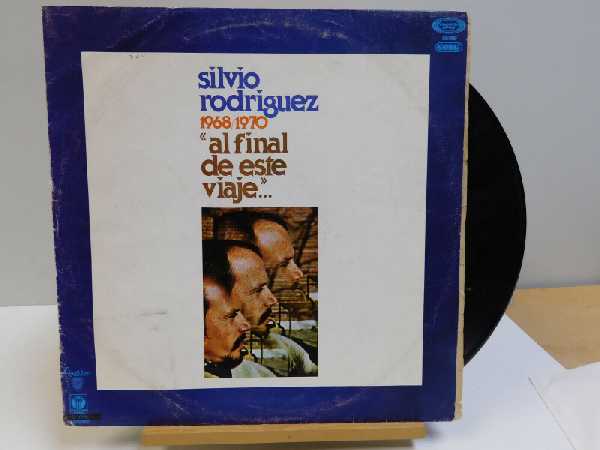 silvio
rodriguez
1968/1970
«al final
de este
viaje»...